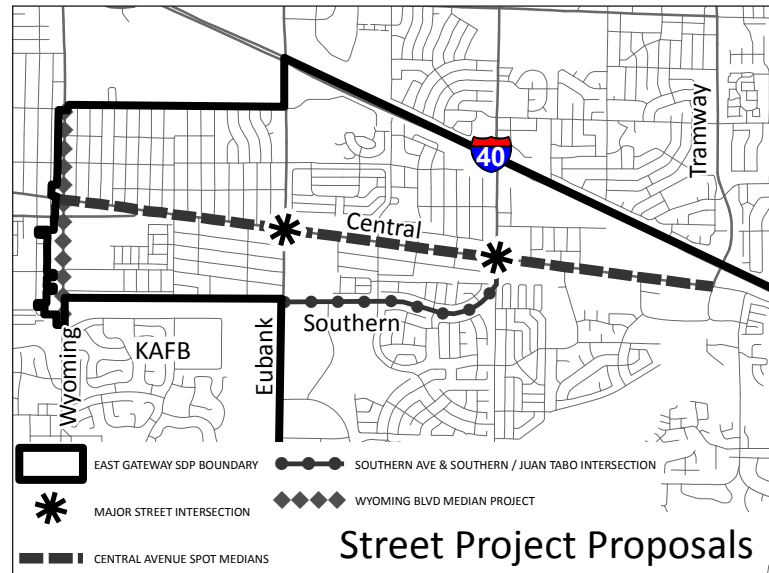 Tramway
40
Central
Southern
Wyoming
KAFB
Eubank
EAST GATEWAY SDP BOUNDARY
SOUTHERN AVE & SOUTHERN / JUAN TABO INTERSECTION
MAJOR STREET INTERSECTION
WYOMING BLVD MEDIAN PROJECT
CENTRAL AVENUE SPOT MEDIANS
Street Project Proposals